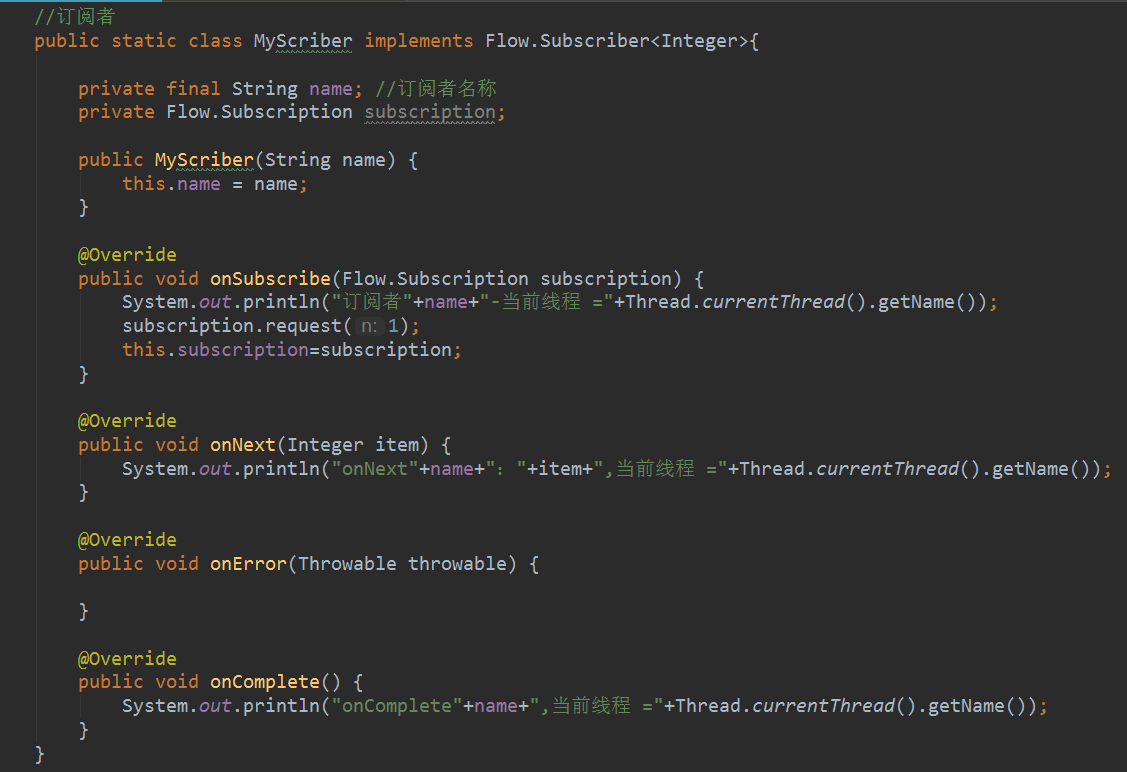 //订阅者
public static class MyScriber implements Flow.Subscriber<Integer>{
private final String name; //订阅者名称
private Flow.Subscription subscription;
public MyScriber(String name) {
this.name = name;
}
@Override
public void onSubscribe(Flow.Subscription subscription) {
System.out.println("订阅者"+name+"-当前线程 ="+Thread.currentThread().getName());
subscription.request( n: 1);
this.subscription=subscription;
}
@Override
public void onNext(Integer item) {
System.out.println("onNext"+name+": "+item+",当前线程 ="+Thread.currentThread().getName());
}
@Override
public void onError(Throwable throwable) {
}
@Override
public void onComplete() {
System.out.println("onComplete"+name+",当前线程 ="+Thread.currentThread().getName());
}
}